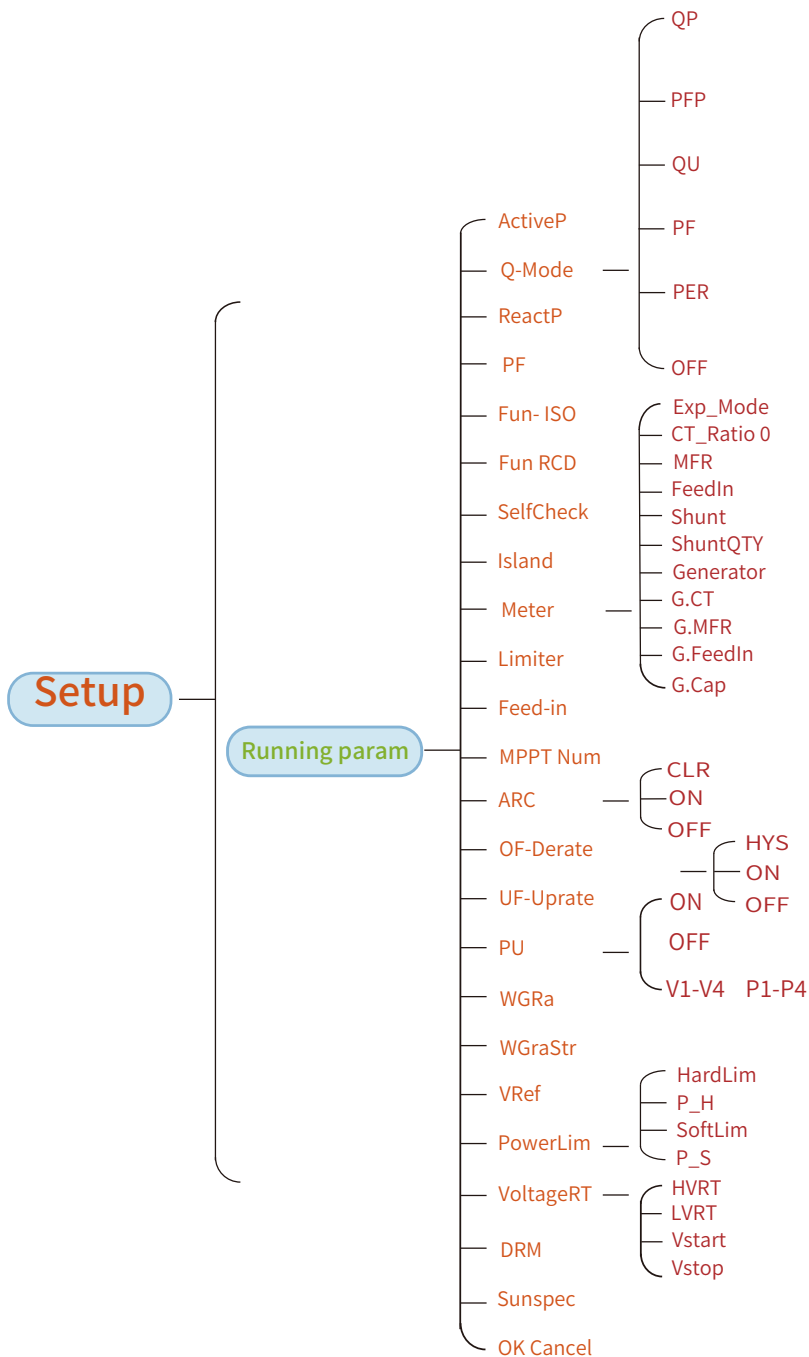 Setup
Running param
ActiveP
Q-Mode
QP
PFP
QU
PF
PER
OFF
ReactP
PF
Fun- ISO
Fun RCD
SelfCheck
Island
Meter
Exp_Mode
CT_Ratio 0
MFR
FeedIn
Shunt
ShuntQTY
Generator
G.CT
G.MFR
G.FeedIn
G.Cap
Limiter
Feed-in
MPPT Num
ARC
CLR
ON
OFF
OF-Derate
HYS
ON
OFF
UF-Uprate
PU
ON
OFF
V1-V4 P1-P4
WGRa
WGraStr
VRef
PowerLim
HardLim
P_H
SoftLim
P_S
VoltageRT
HVRT
LVRT
Vstart
Vstop
DRM
Sunspec
OK Cancel